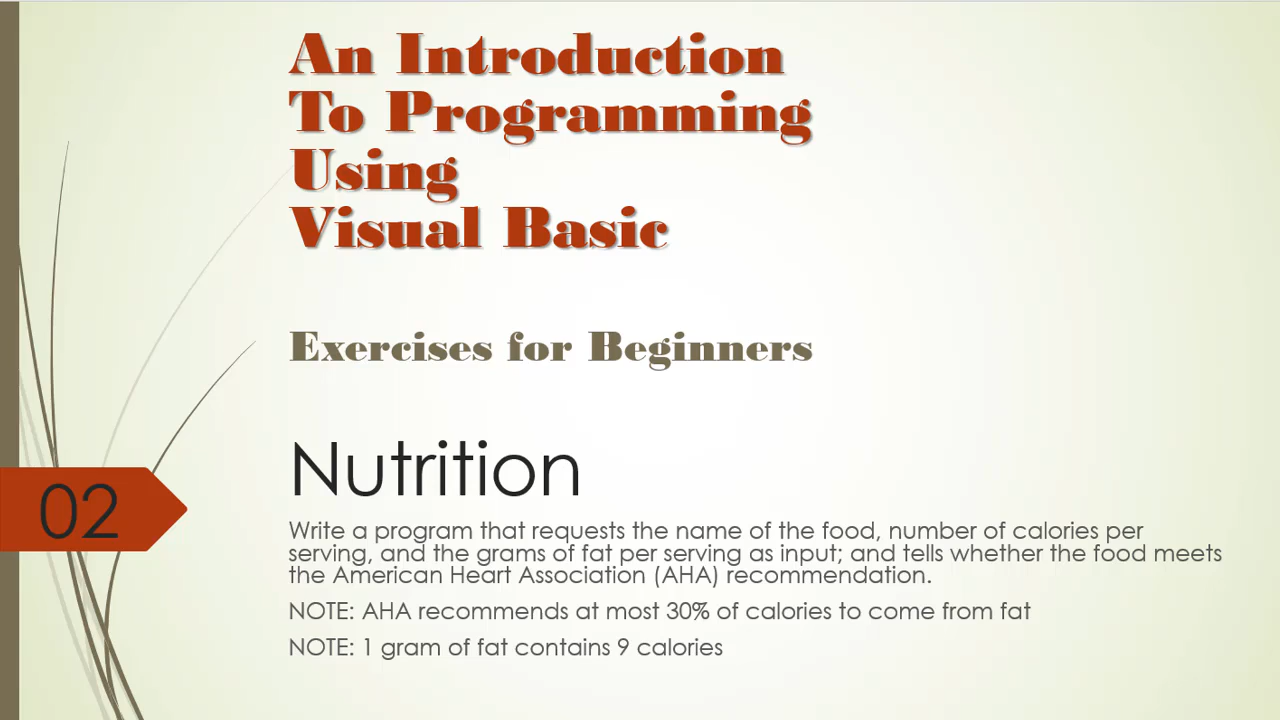 An Introduction
To Programming
Using
Visual Basic
Exercises for Beginners
Nutrition
02
Write a program that requests the name of the food, number of calories per
serving, and the grams of fat per serving as input; and tells whether the food meets
the American Heart Association (AHA) recommendation.
NOTE: AHA recommends at most 30% of calories to come from fat
NOTE: 1 gram of fat contains 9 calories